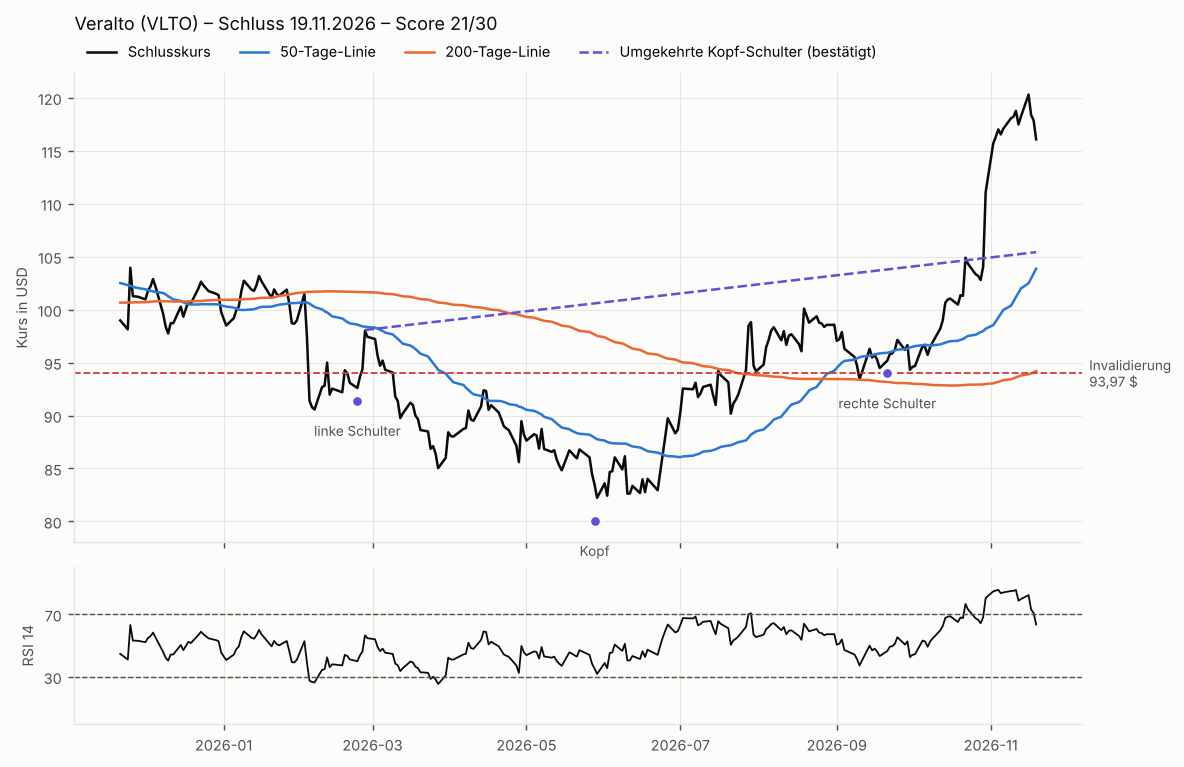 Veralto (VLTO) – Schluss 19.11.2026 – Score 21/30
Schlusskurs
50-Tage-Linie
200-Tage-Linie
Umgekehrte Kopf-Schulter (bestätigt)
Kurs in USD
120
115
110
105
100
95
90
85
80
Invalidierung
93,97 $
linke Schulter
rechte Schulter
Kopf
RSI 14
70
30
2026-01
2026-03
2026-05
2026-07
2026-09
2026-11